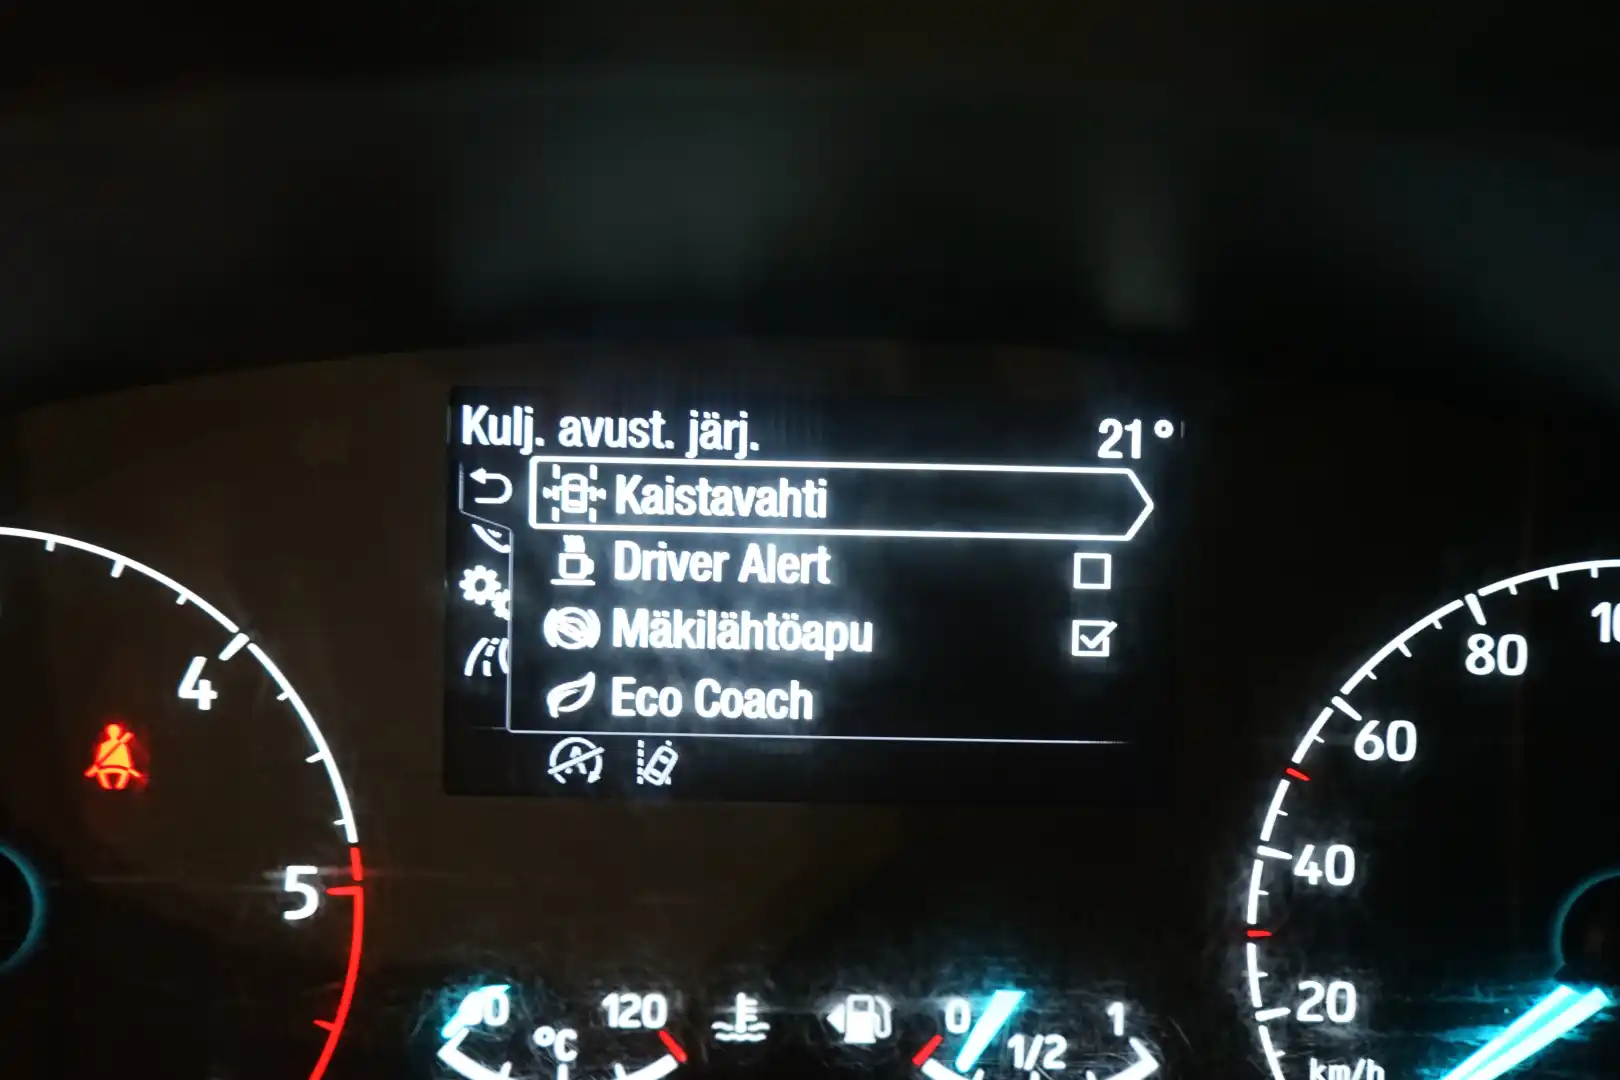 Kulj. avust. järj.
21°
Kaistavahti
Driver Alert
Mäkilähtöapu
Eco Coach
4
5
80
60
40
20
km/h
120
°C
0
1/2
1